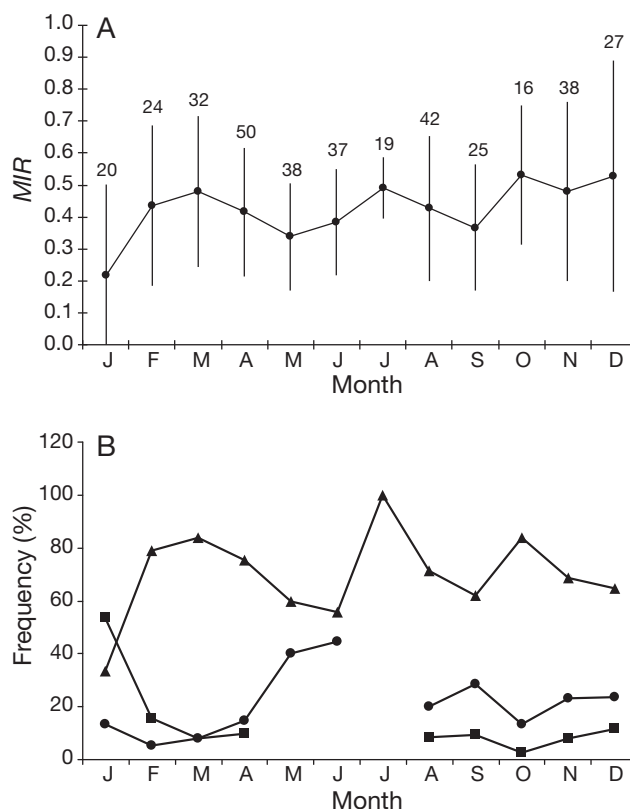 A
1.0
0.9
0.8
0.7
0.6
0.5
0.4
0.3
0.2
0.1
0.0
MIR
20 24 32 50 38 37 19 42 25 16 38 27
J F M A M J J A S O N D
Month
B
120
100
80
60
40
20
0
Frequency (%)
J F M A M J J A S O N D
Month